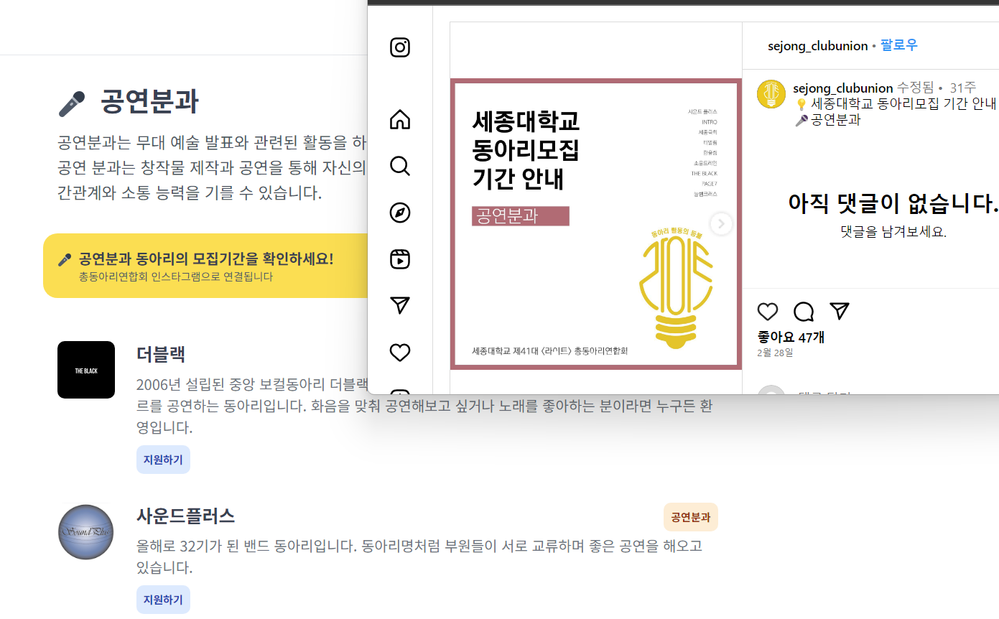 공연분과
공연분과는 무대 예술 발표와 관련된 활동을 하
공연 분과는 창작물 제작과 공연을 통해 자신의
간관계와 소통 능력을 기를 수 있습니다.
공연분과 동아리의 모집기간을 확인하세요!
총동아리연합회 인스타그램으로 연결됩니다
THE BLACK
더블랙
2006년 설립된 중앙 보컬동아리 더블랙
르를 공연하는 동아리입니다. 화음을 맞춰 공연해보고 싶거나 노래를 좋아하는 분이라면 누구든 환
영입니다.
지원하기
Sound Plus
사운드플러스
공연분과
올해로 32기가 된 밴드 동아리입니다. 동아리명처럼 부원들이 서로 교류하며 좋은 공연을 해오고
있습니다.
지원하기
세종대학교
동아리모집
기간 안내
공연분과
사운드 플러스
INTRO
세종국악
한울림
소울드리민
THE BLACK
PAGE7
늘혬코러스
동아리 활동의 동불
세종대학교 제41대 <라이트> 총동아리연합회
sejong_clubunion • 팔로우
sejong_clubunion 수정됨 • 31주
💡 세종대학교 동아리모집 기간 안내
🎤 공연분과
아직 댓글이 없습니다.
댓글을 남겨보세요.
좋아요 47개
2월 28일